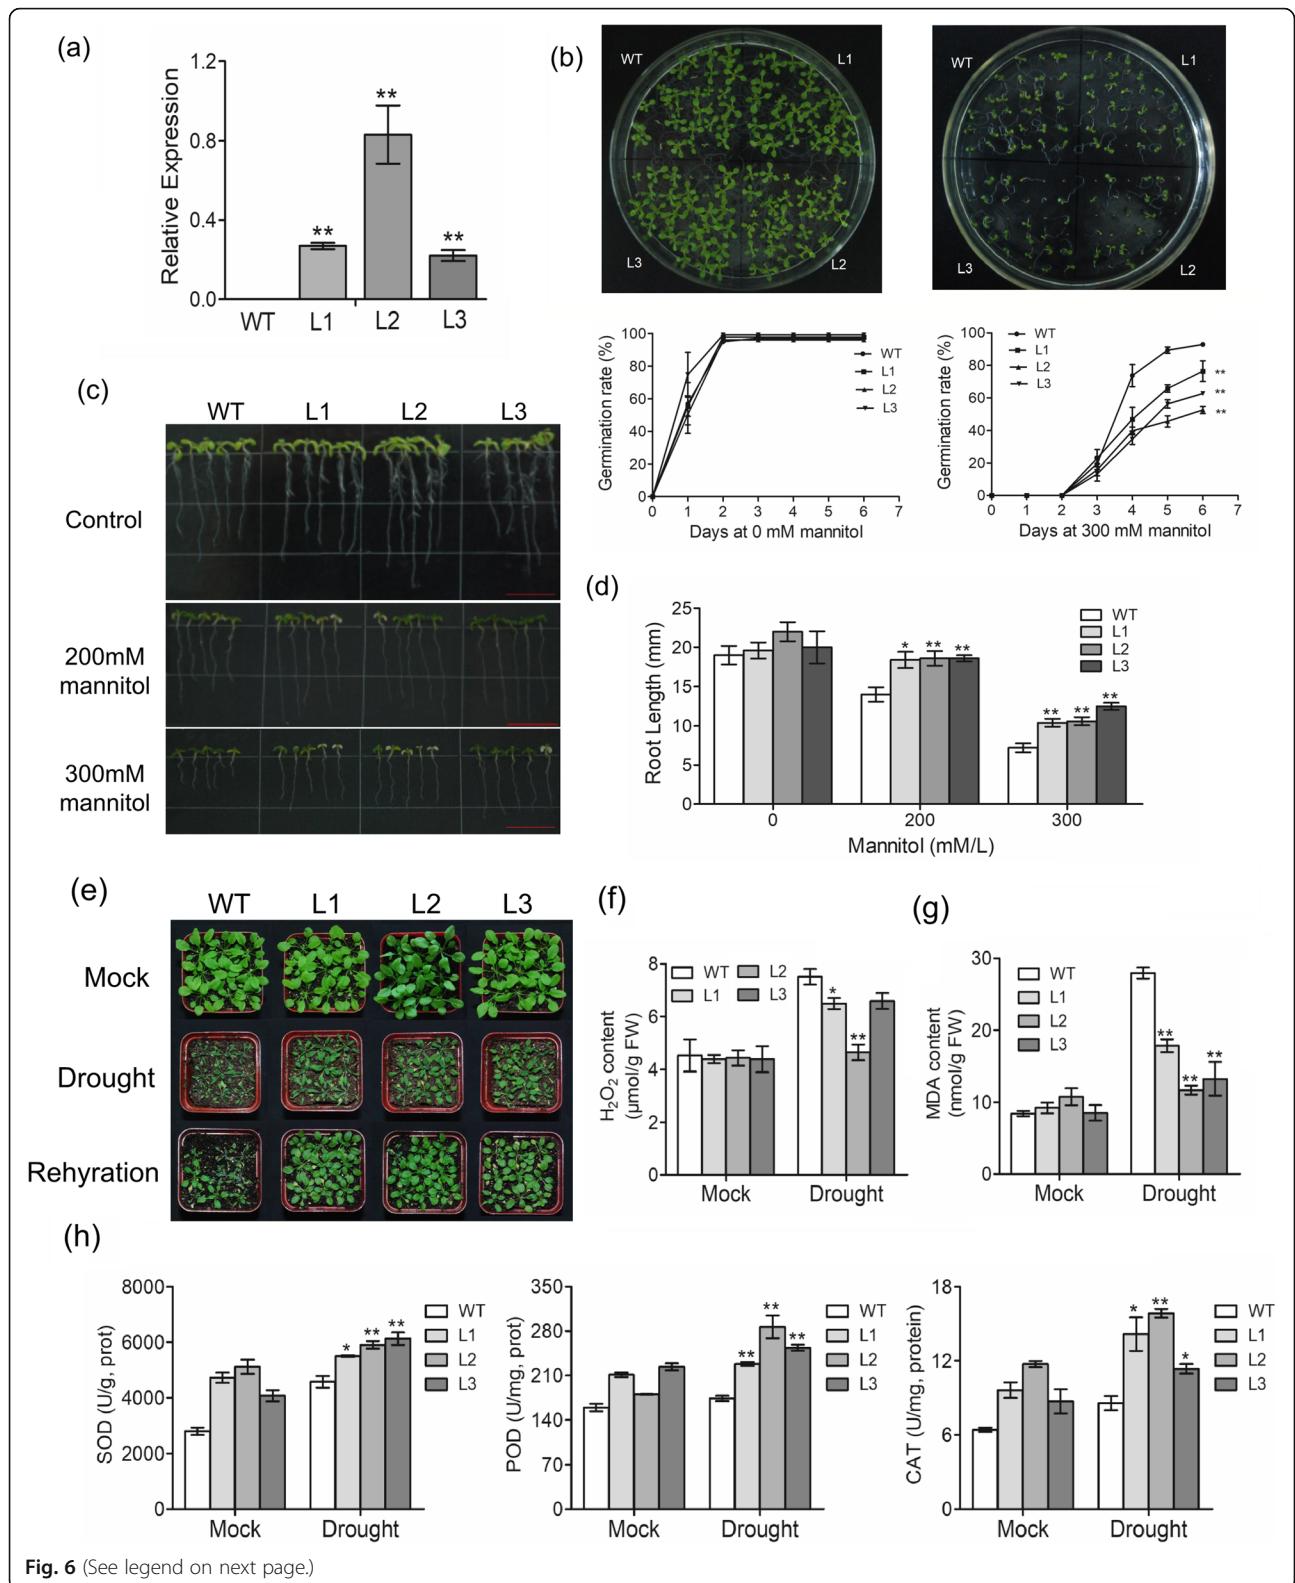 (a)
Relative Expression
1.2
0.8
0.4
0.0
**
**
**
WT L1 L2 L3
(b)
WT L1
L3 L2
WT L1
L3 L2
Germination rate (%)
100
80
60
40
20
0
WT
L1
L2
L3
0 1 2 3 4 5 6 7
Days at 0 mM mannitol
Germination rate (%)
100
80
60
40
20
0
WT
L1
L2
L3
**
**
**
0 1 2 3 4 5 6 7
Days at 300 mM mannitol
(c)
WT L1 L2 L3
Control
200mM
mannitol
300mM
mannitol
(d)
Root Length (mm)
25
20
15
10
5
0
* ** **
** ** **
WT
L1
L2
L3
0 200 300
Mannitol (mM/L)
(e)
WT L1 L2 L3
Mock
Drought
Rehyration
(f)
H2O2 content
(μmol/g FW)
8
6
4
2
0
WT L2
L1 L3
*
**
Mock Drought
(g)
MDA content
(nmol/g FW)
30
20
10
0
WT
L1
L2
L3
**
**
**
Mock Drought
(h)
SOD (U/g, prot)
8000
6000
4000
2000
0
* ** **
WT
L1
L2
L3
Mock Drought
POD (U/mg, prot)
350
280
210
140
70
0
** ** **
WT
L1
L2
L3
Mock Drought
CAT (U/mg, protein)
18
12
6
0
* ** *
WT
L1
L2
L3
Mock Drought
Fig. 6 (See legend on next page.)